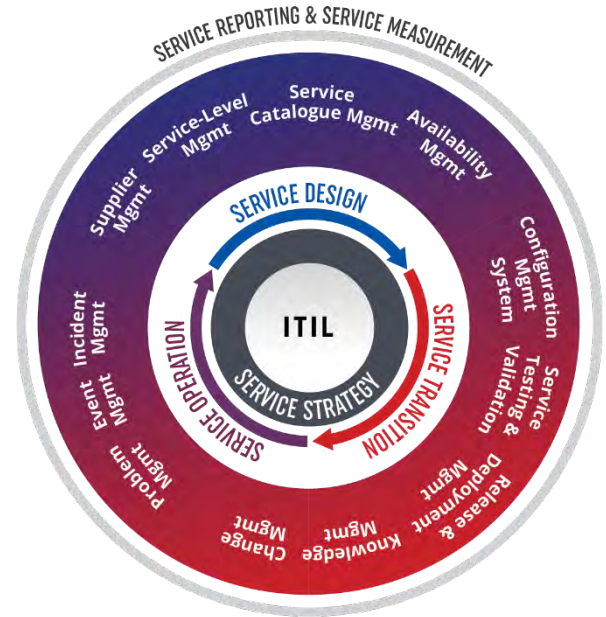 SERVICE REPORTING & SERVICE MEASUREMENT
Supplier
Mgmt
Service-Level
Mgmt
Service
Catalogue Mgmt
Availability
Mgmt
Configuration
Mgmt
System
Service
Testing &
Validation
Release &
Deployment
Mgmt
Knowledge
Mgmt
Change
Mgmt
Problem
Mgmt
Event
Mgmt
Incident
Mgmt
SERVICE DESIGN
SERVICE TRANSITION
SERVICE OPERATION
ITIL
SERVICE STRATEGY